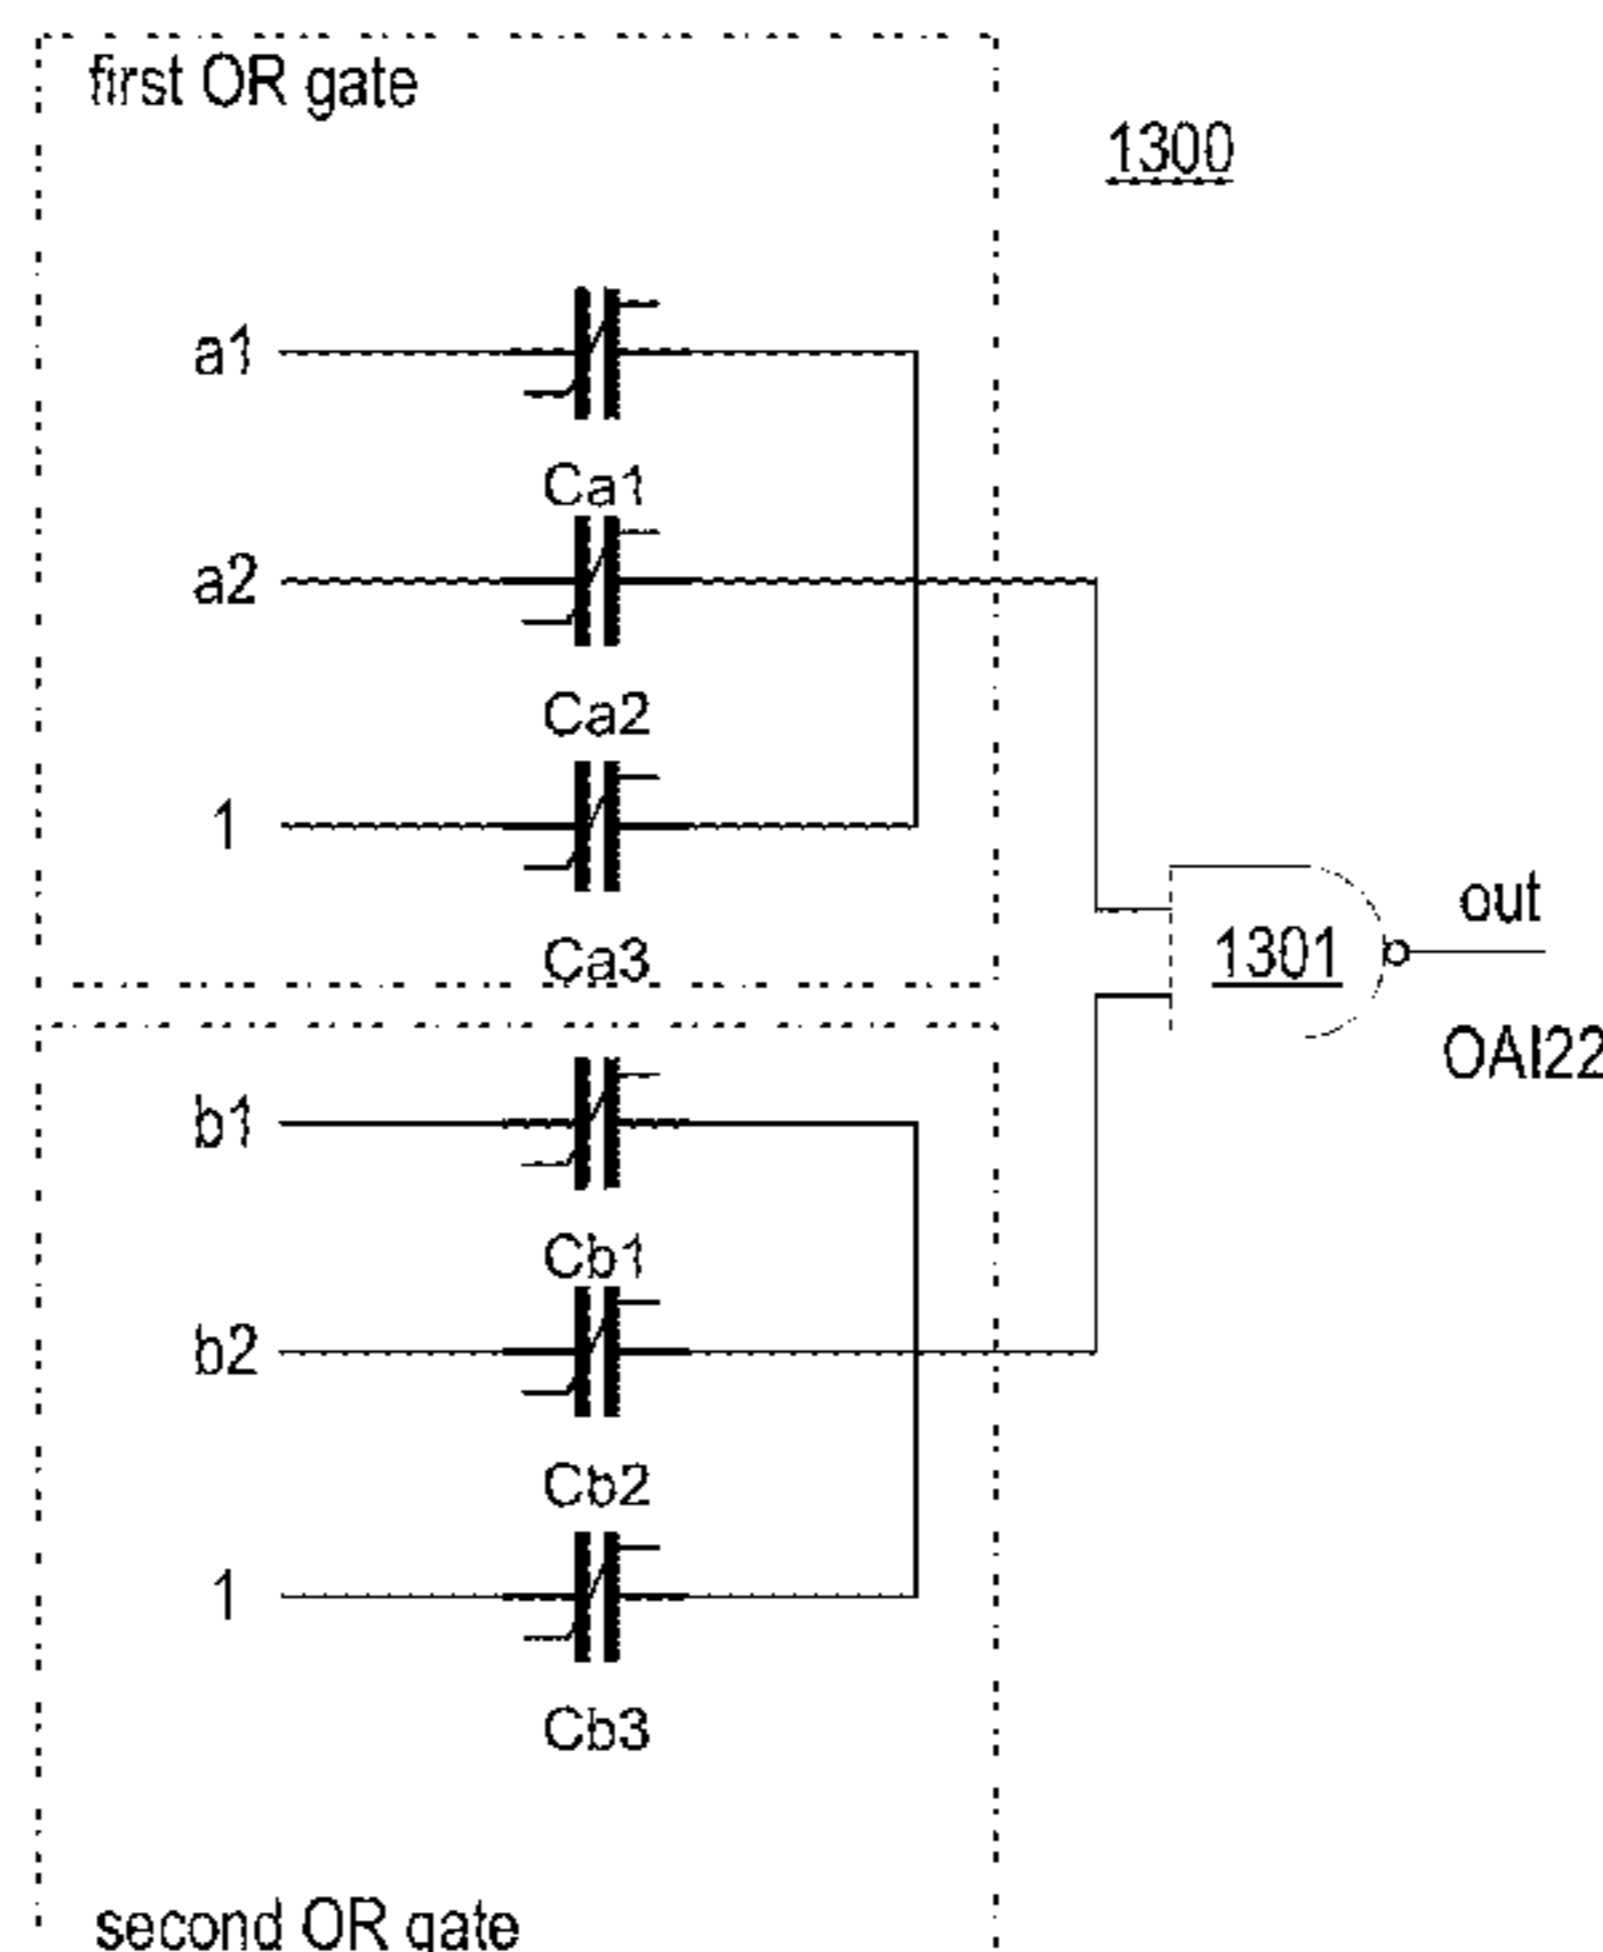 first OR gate
1300
a1
Ca1
a2
Ca2
1
Ca3
out
1301
OAI22
b1
Cb1
b2
Cb2
1
Cb3
second OR gate